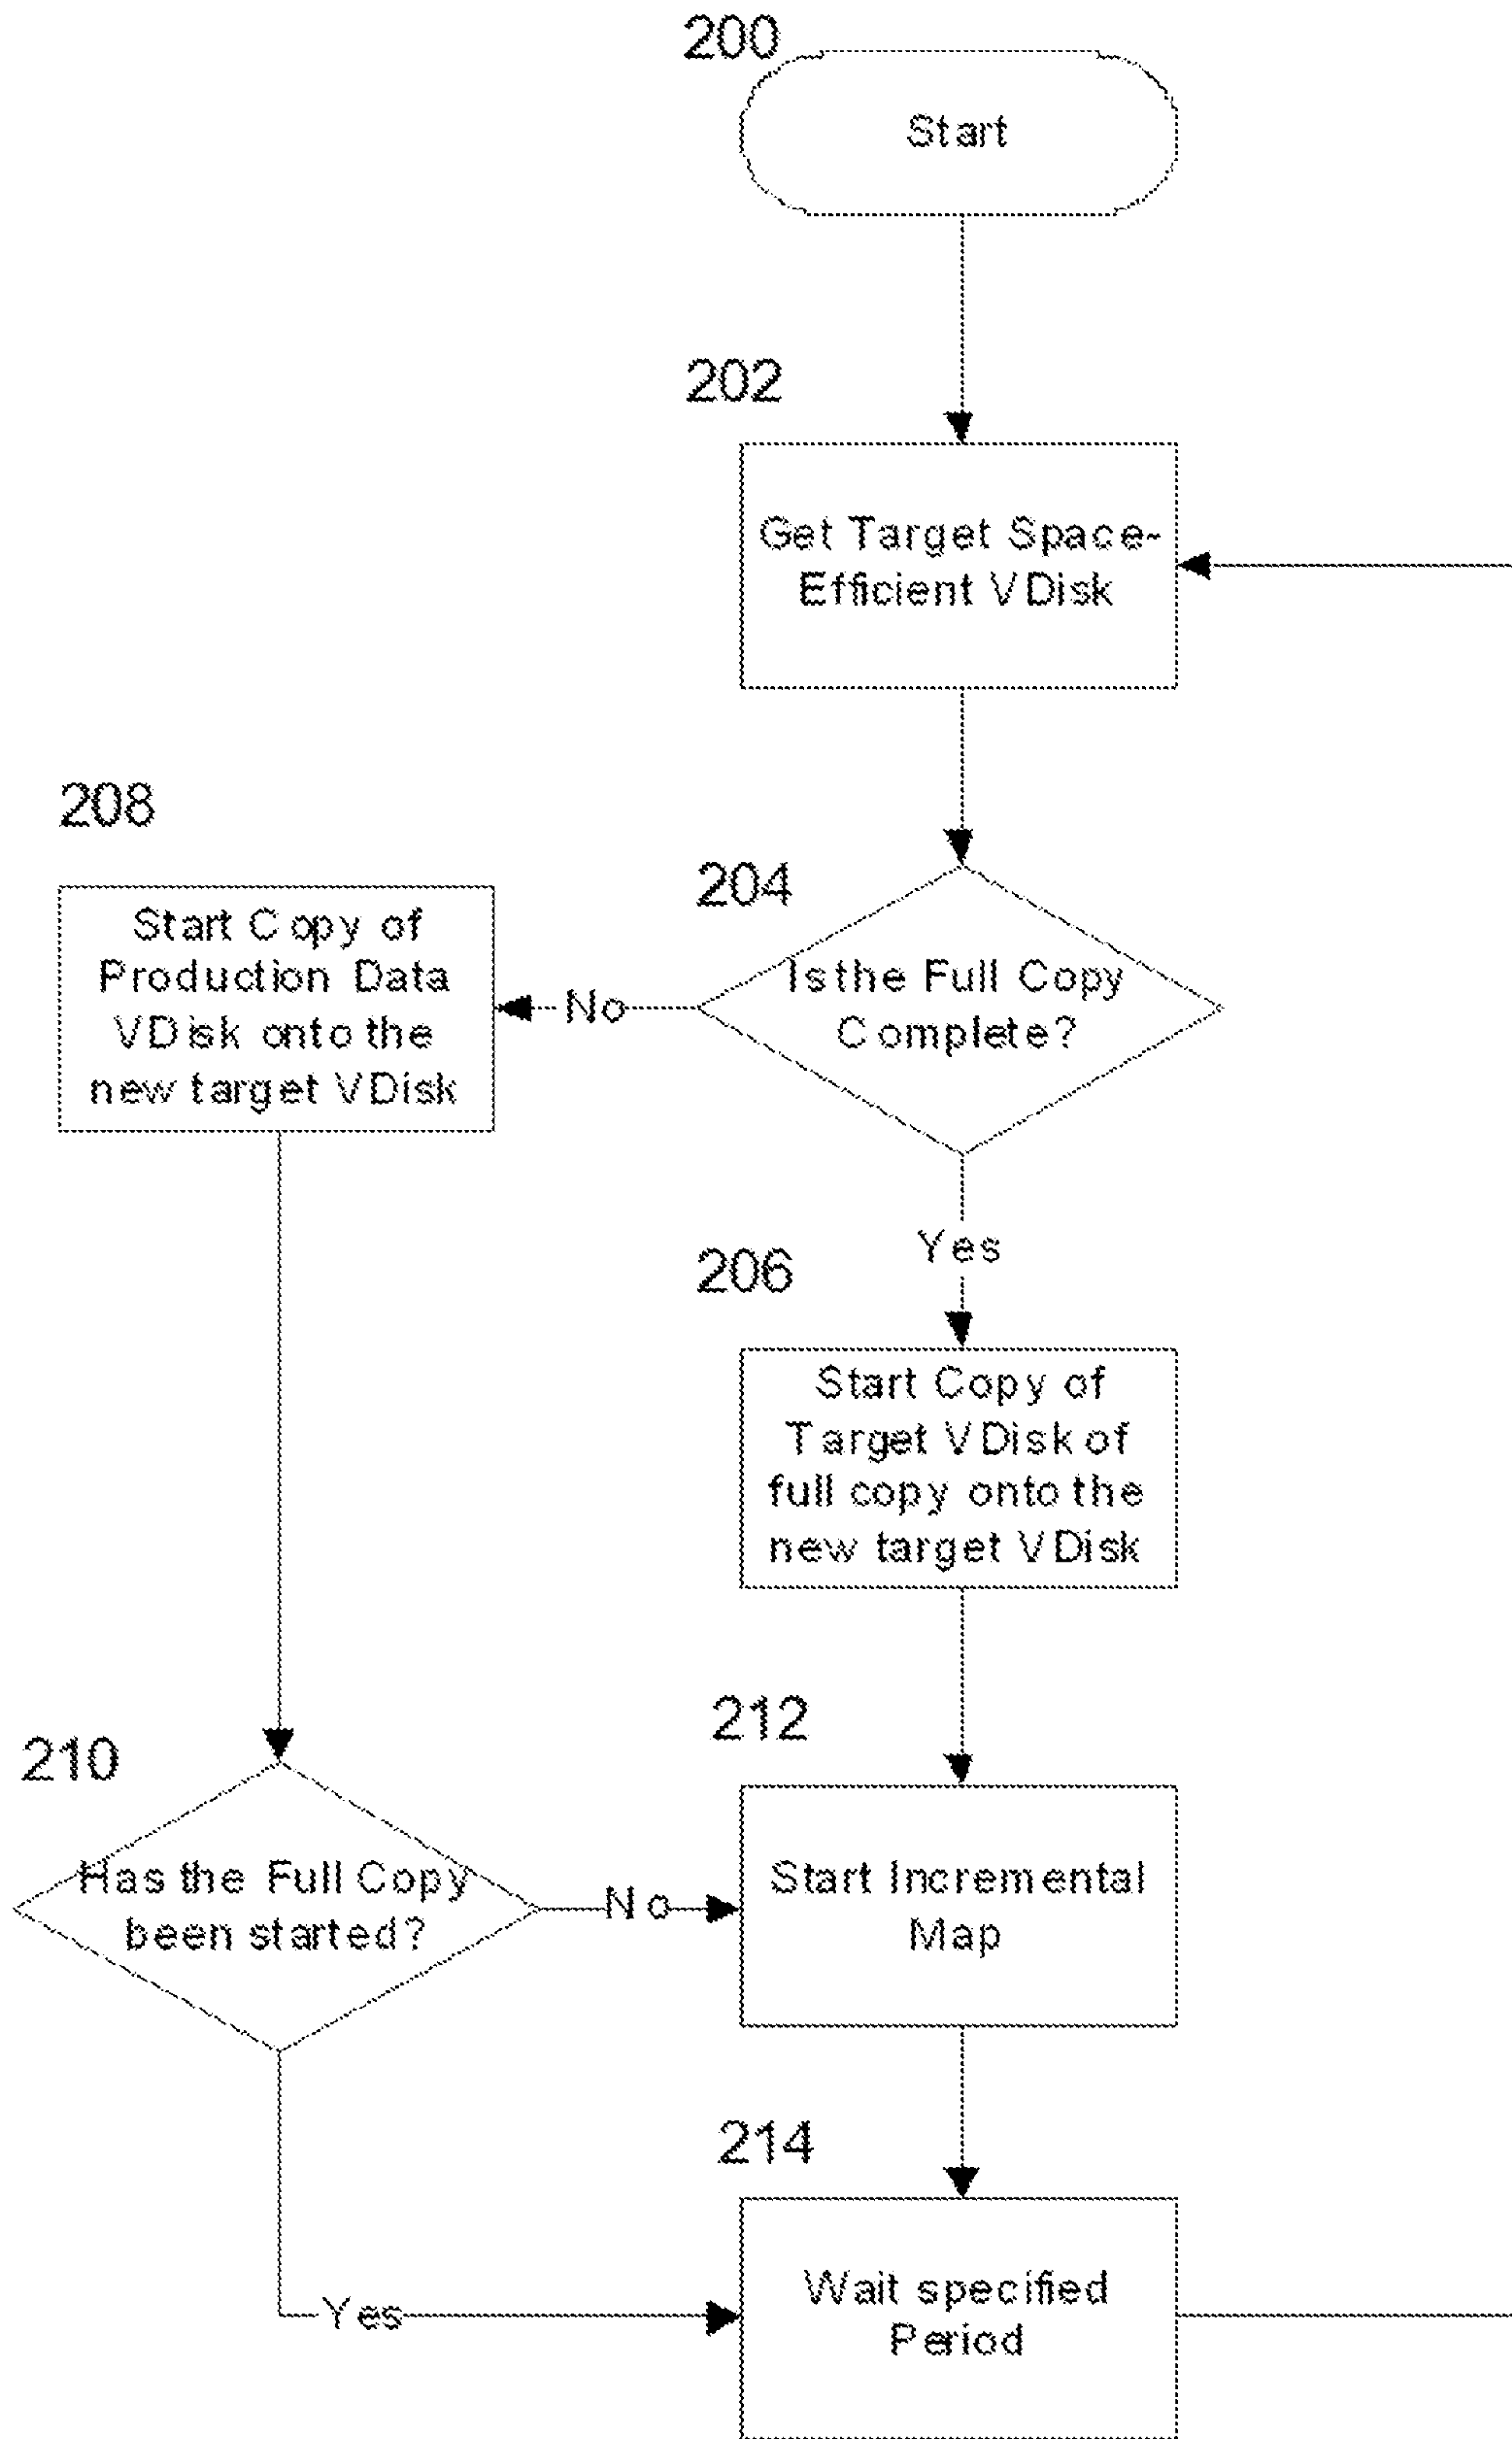 200
Start
202
Get Target Space-
Efficient VDisk
208
Start Copy of
Production Data
VDisk onto the
new target VDisk
204
Is the Full Copy
Complete?
No
Yes
206
Start Copy of
Target VDisk of
full copy onto the
new target VDisk
210
Has the Full Copy
been started?
No
212
Start Incremental
Map
214
Yes
Wait specified
Period